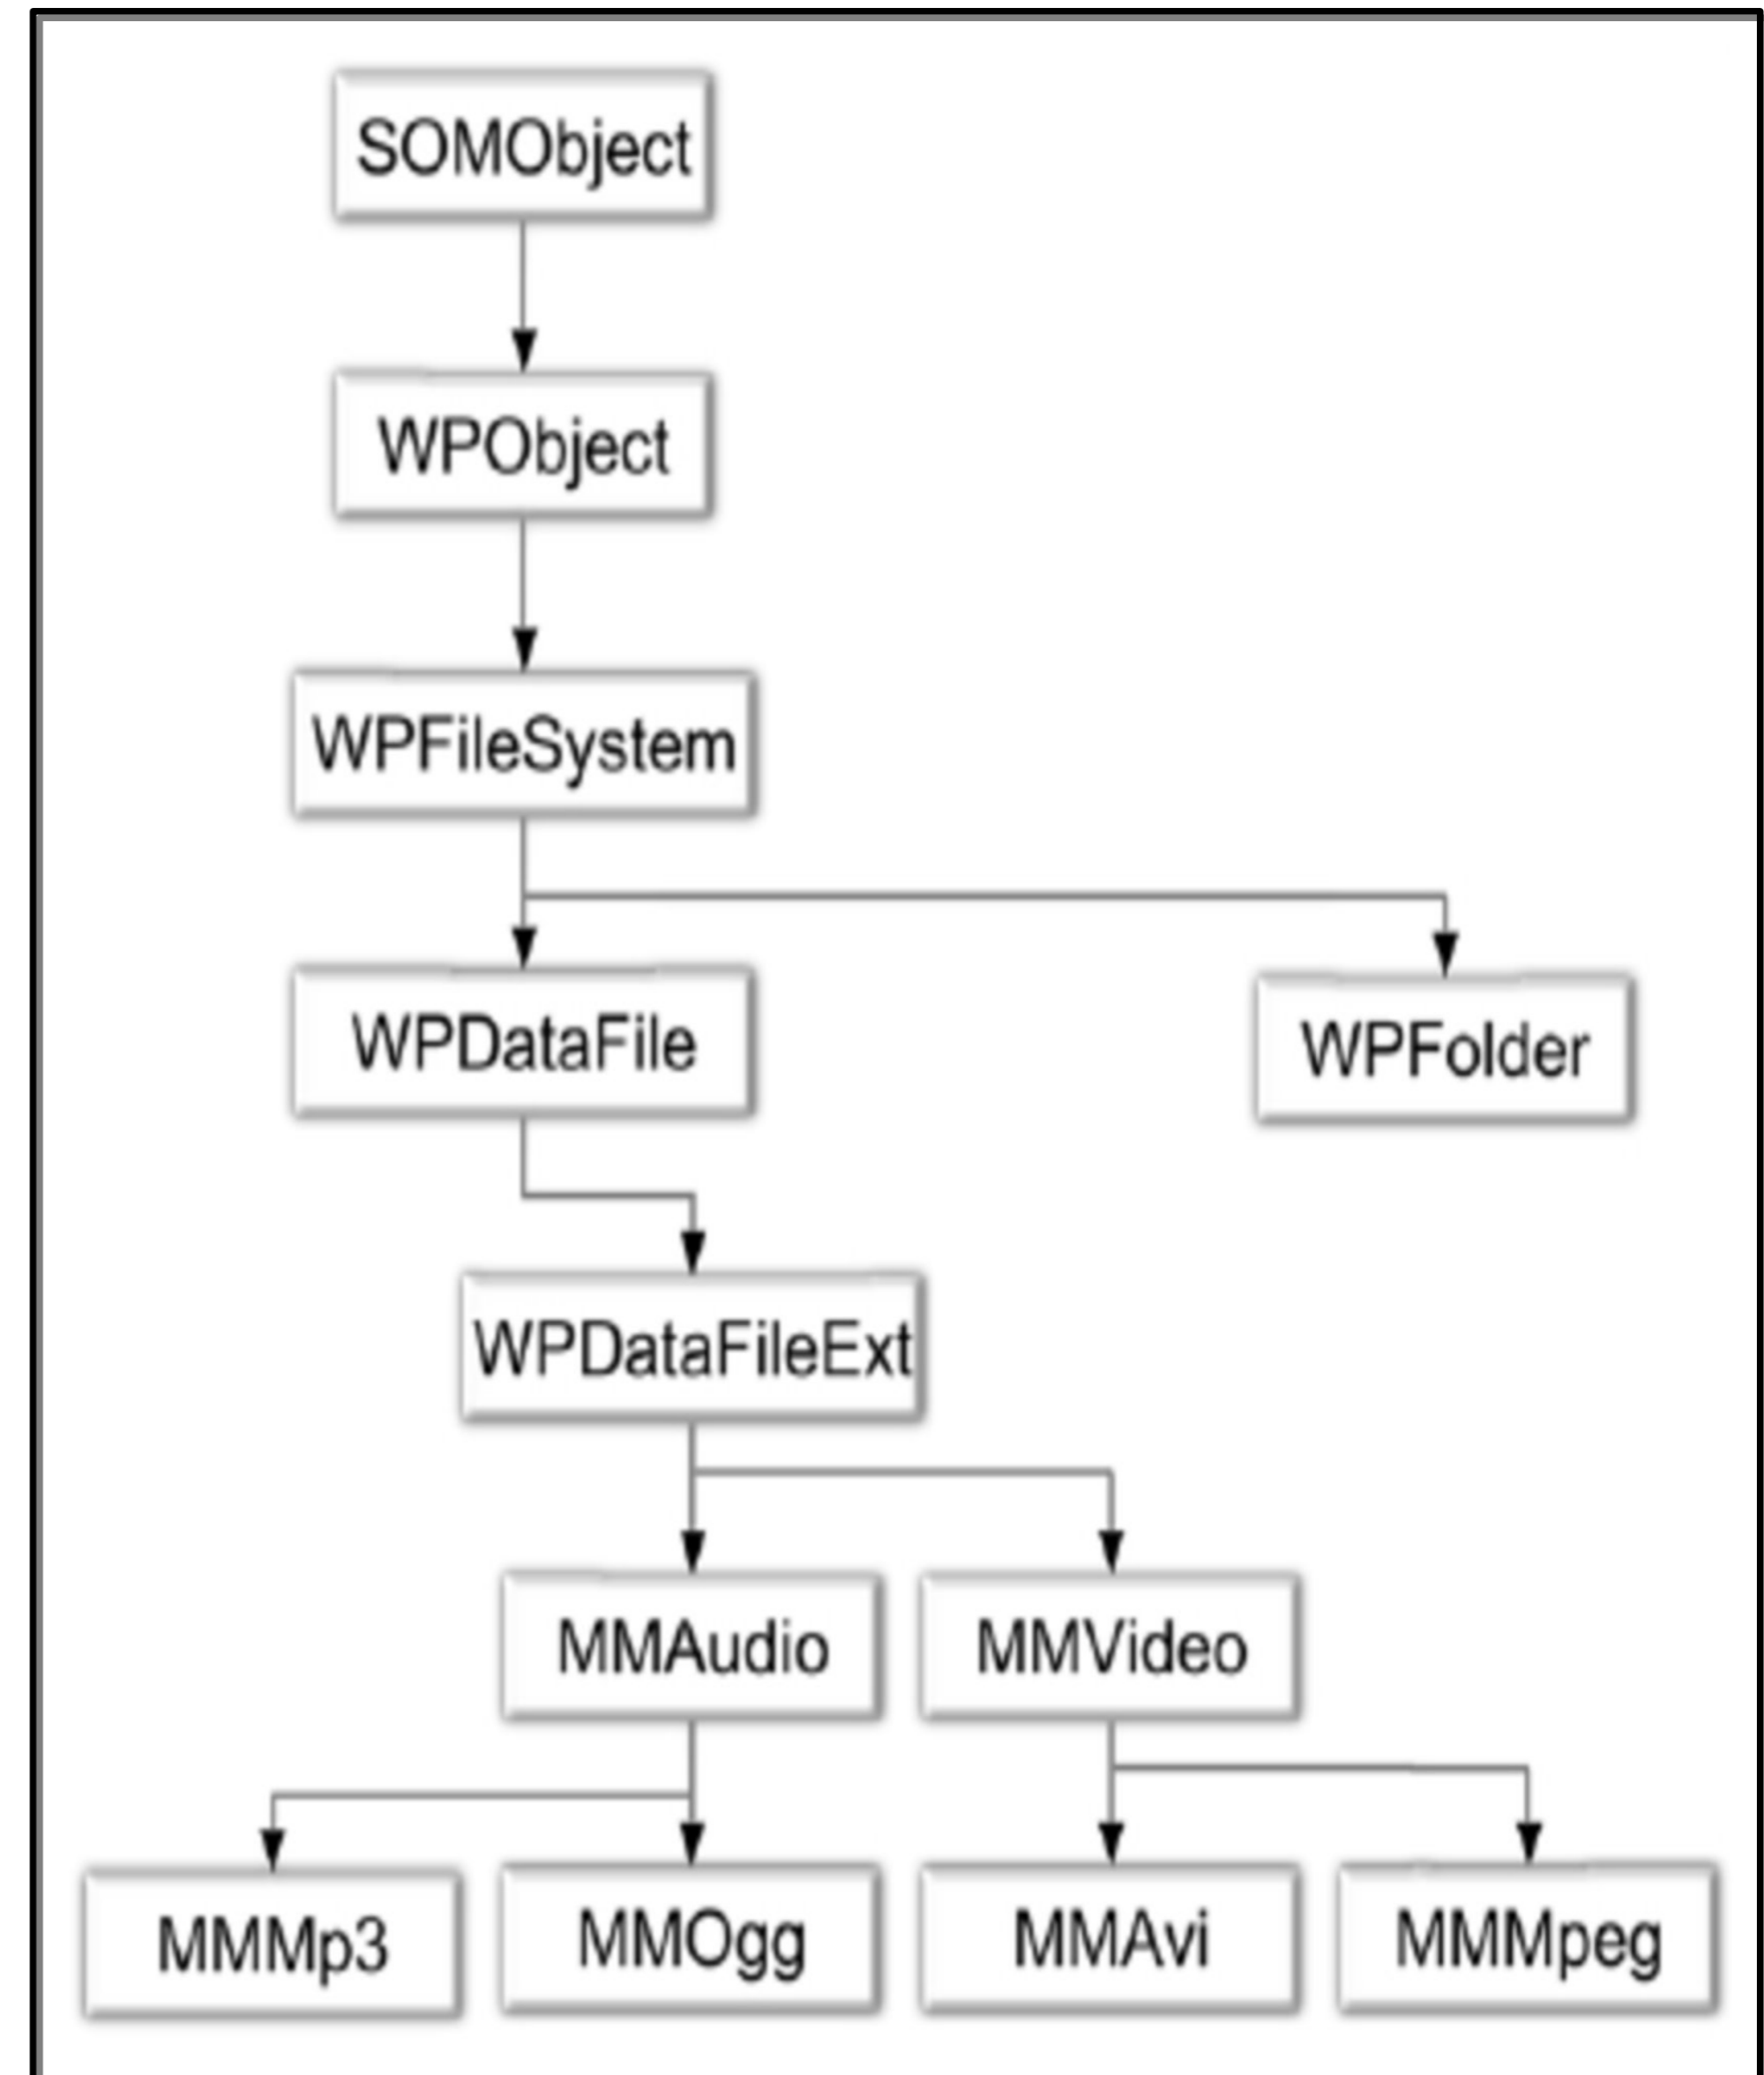 SOMObject
WPObject
WPFileSystem
WPDataFile
WPFolder
WPDataFileExt
MMAudio
MMVideo
MMMp3
MMOgg
MMAvi
MMMpeg